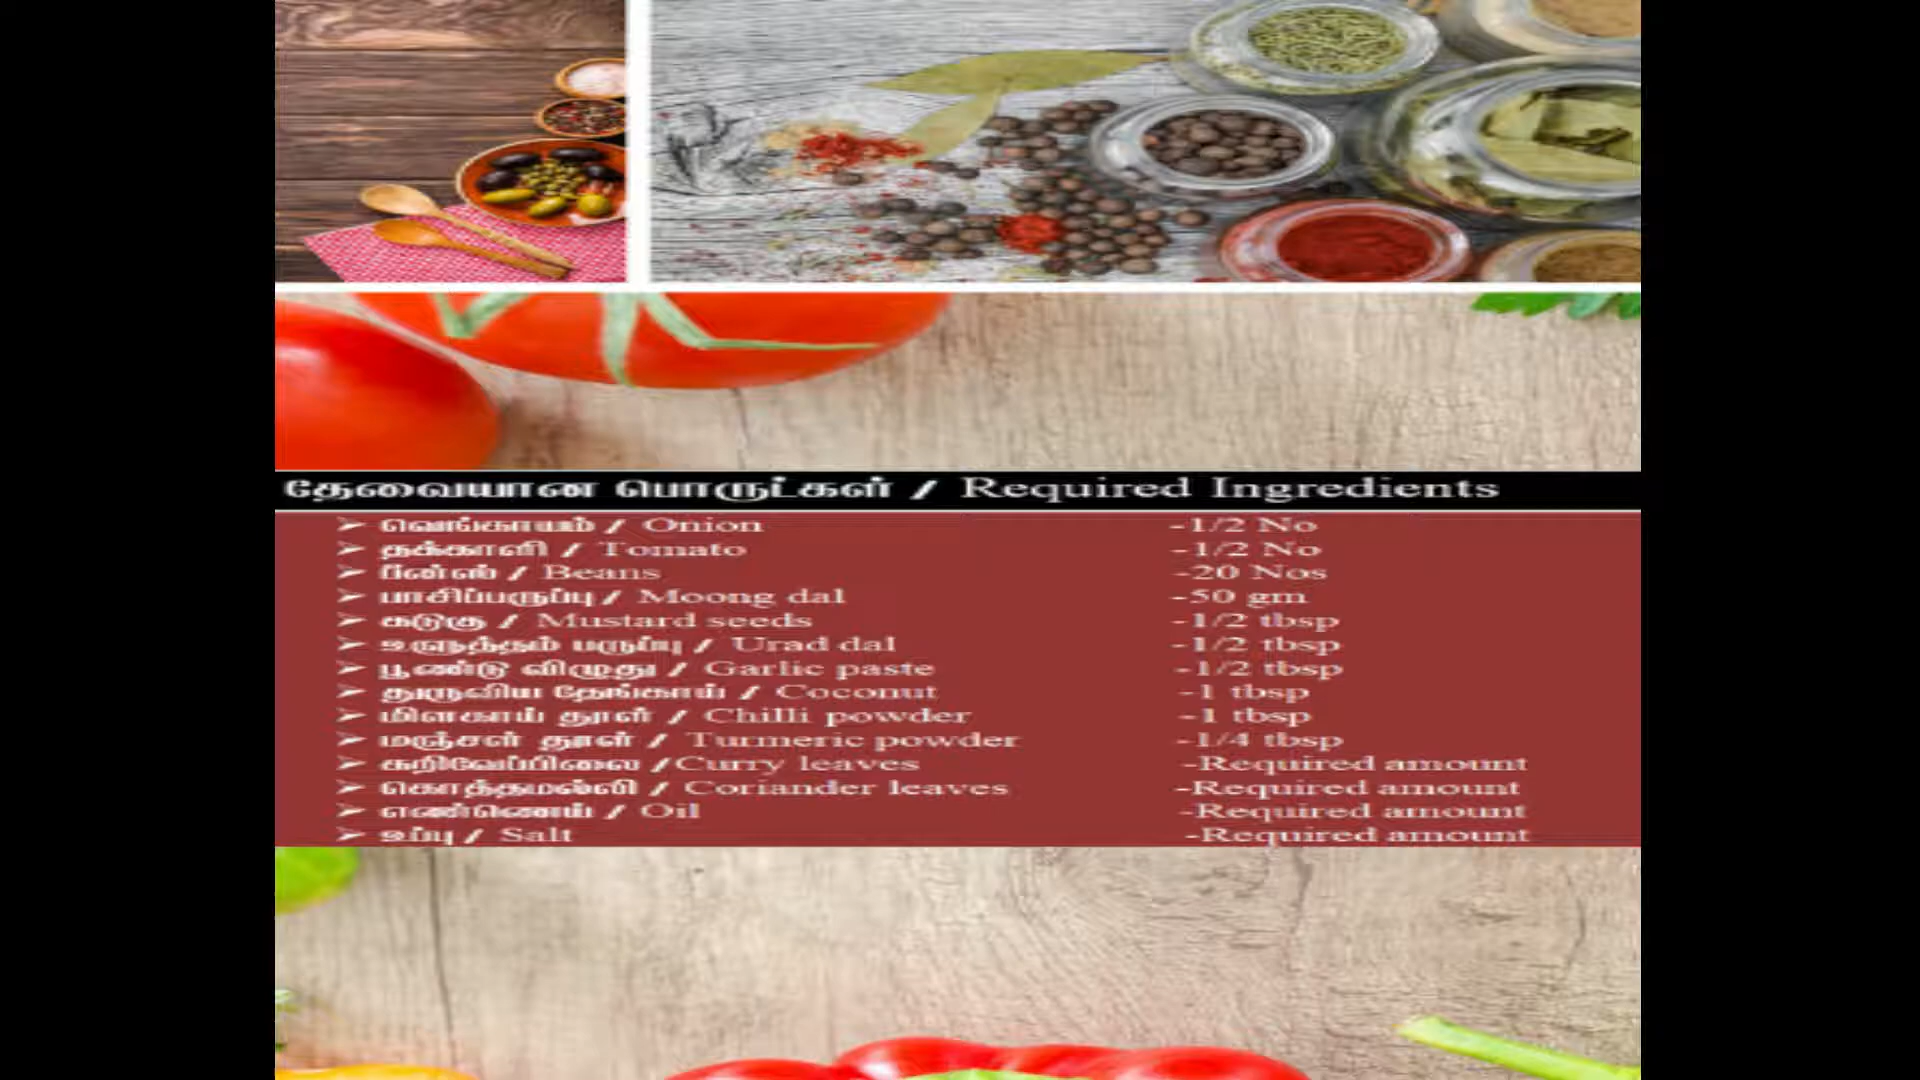 தேவையான பொருட்கள் / Required Ingredients
➢ வெங்காயம் / Onion -1/2 No
➢ தக்காளி / Tomato -1/2 No
➢ பீன்ஸ் / Beans -20 Nos
➢ பாசிப்பருப்பு / Moong dal -50 gm
➢ கடுகு / Mustard seeds -1/2 tbsp
➢ உளுத்தம் பருப்பு / Urad dal -1/2 tbsp
➢ பூண்டு விழுது / Garlic paste -1/2 tbsp
➢ துருவிய தேங்காய் / Coconut -1 tbsp
➢ மிளகாய் தூள் / Chilli powder -1 tbsp
➢ மஞ்சள் தூள் / Turmeric powder -1/4 tbsp
➢ கறிவேப்பிலை /Curry leaves -Required amount
➢ கொத்தமல்லி / Coriander leaves -Required amount
➢ எண்ணெய் / Oil -Required amount
➢ உப்பு / Salt -Required amount